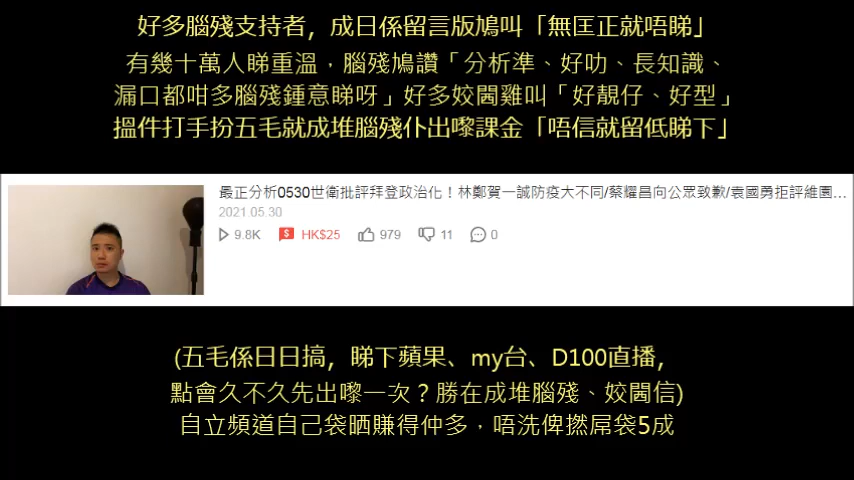 好多腦殘支持者，成日係留言版鳩叫「無匡正就唔睇」
有幾十萬人睇重溫，腦殘鳩讚「分析準、好叻、長知識、
漏口都咁多腦殘鍾意睇呀」好多姣閪雞叫「好靚仔、好型」
搵件打手扮五毛就成堆腦殘仆出嚟課金「唔信就留低睇下」
最正分析0530世衛批評拜登政治化！林鄭賀一誠防疫大不同/蔡耀昌向公眾致歉/袁國勇拒評維園...
2021.05.30
9.8K HK$25 979 11 0
(五毛係日日搞，睇下蘋果、my台、D100直播，
點會久不久先出嚟一次？勝在成堆腦殘、姣閪信)
自立頻道自己袋晒賺得仲多，唔洗俾撚屌袋5成